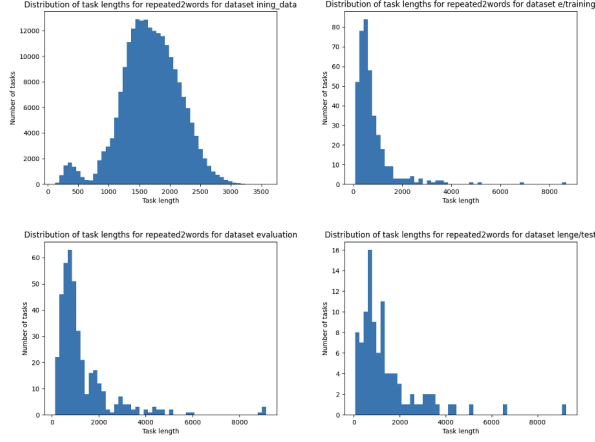 Distribution of task lengths for repeated2words for dataset ining_data
Number of tasks
12000
10000
8000
6000
4000
2000
0
0 500 1000 1500 2000 2500 3000 3500
Task length
Distribution of task lengths for repeated2words for dataset e/training
Number of tasks
80
70
60
50
40
30
20
10
0
0 2000 4000 6000 8000
Task length
Distribution of task lengths for repeated2words for dataset evaluation
Number of tasks
60
50
40
30
20
10
0
0 2000 4000 6000 8000
Task length
Distribution of task lengths for repeated2words for dataset lenge/test
Number of tasks
16
14
12
10
8
6
4
2
0
0 2000 4000 6000 8000
Task length